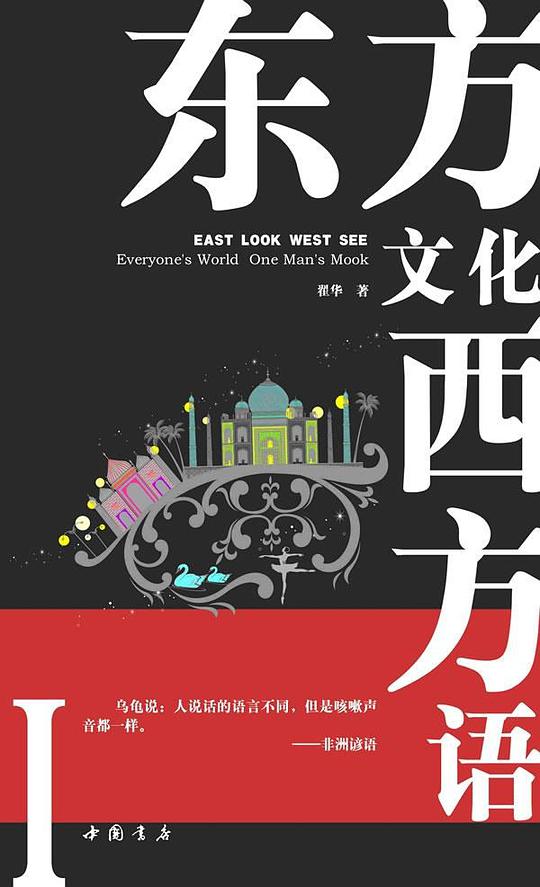 东方
文化
西
方
语
EAST LOOK WEST SEE
Everyone's World One Man's Mook
翟华 著
乌龟说：人说话的语言不同，但是咳嗽声
音都一样。
——非洲谚语
I
中国书店